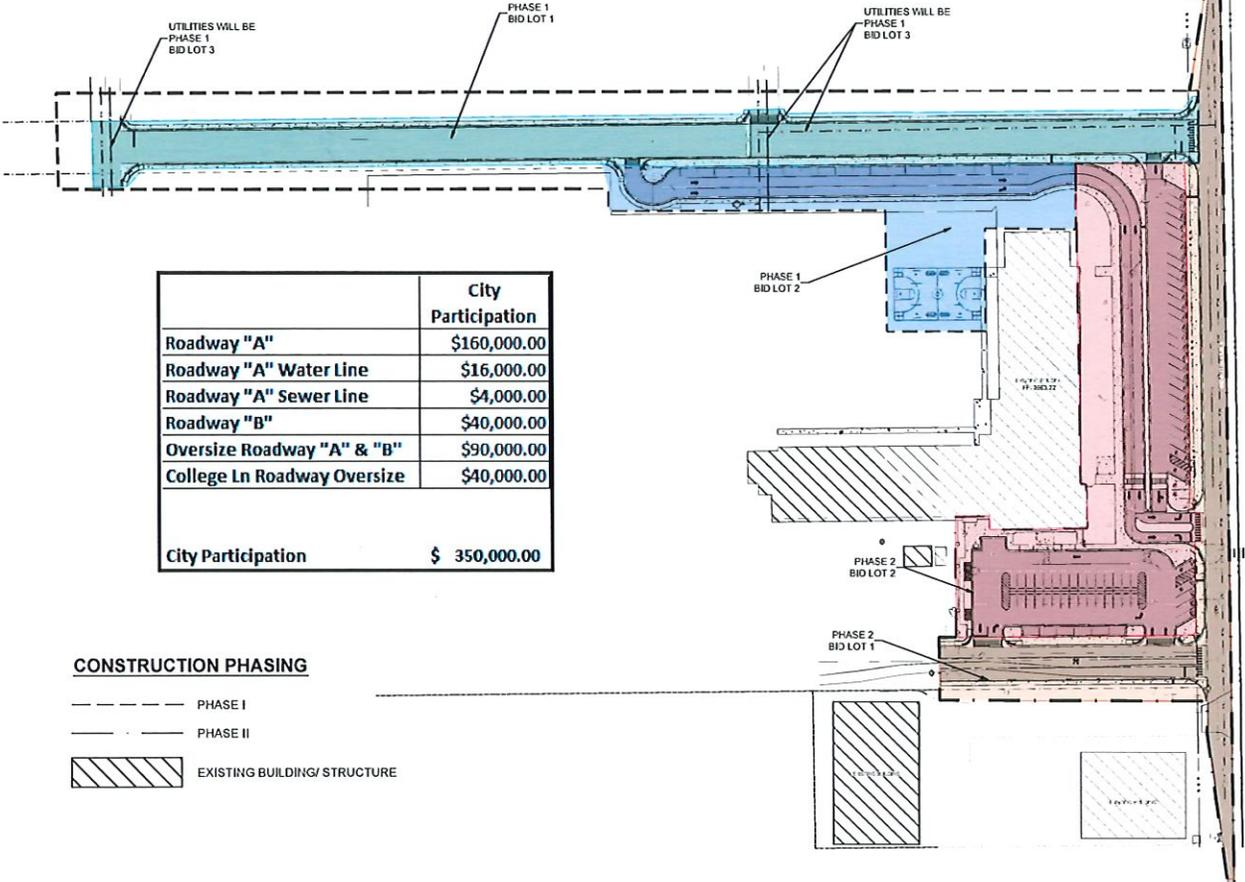 PHASE 1
BID LOT 1
UTILITIES WILL BE
PHASE 1
BID LOT 3
UTILITIES WILL BE
PHASE 1
BID LOT 3
PHASE 1
BID LOT 2
City
Participation
Roadway "A" $160,000.00
Roadway "A" Water Line $16,000.00
Roadway "A" Sewer Line $4,000.00
Roadway "B" $40,000.00
Oversize Roadway "A" & "B" $90,000.00
College Ln Roadway Oversize $40,000.00
City Participation $ 350,000.00
PHASE 2
BID LOT 2
PHASE 2
BID LOT 1
CONSTRUCTION PHASING
PHASE I
PHASE II
EXISTING BUILDING/ STRUCTURE